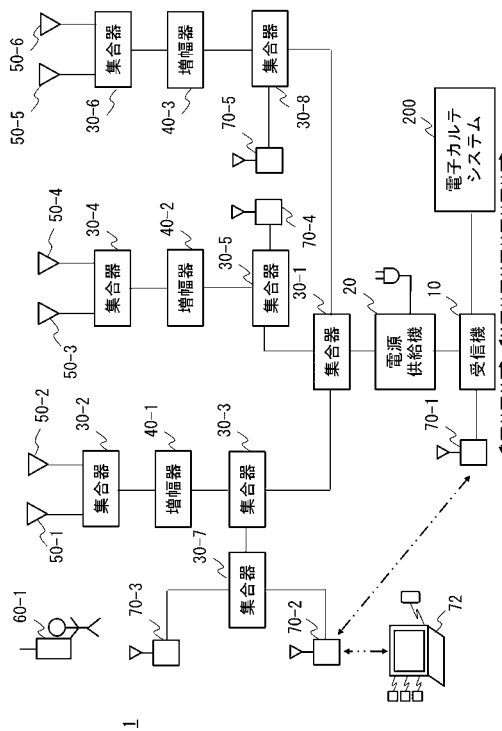 1
60-1
50-1
50-2
30-2
集合器
40-1
増幅器
30-3
集合器
30-7
集合器
70-3
70-2
72
50-3
50-4
30-4
集合器
40-2
増幅器
30-5
集合器
70-4
50-5
50-6
集合器
30-6
増幅器
40-3
集合器
30-8
70-5
30-1
集合器
20
電源
供給機
10
受信機
70-1
200
電子カルテ
システム